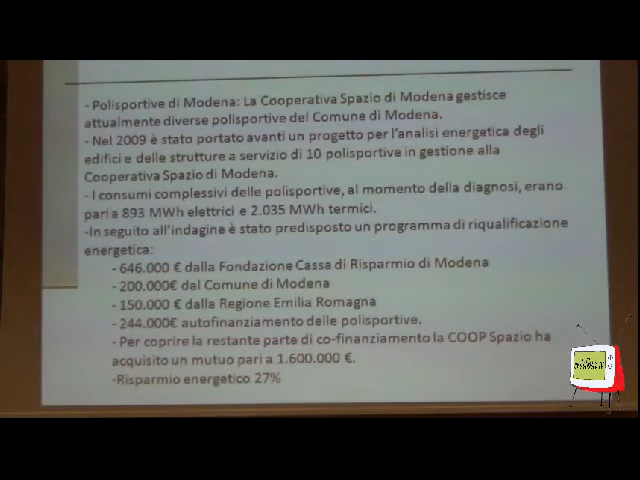 - Polisportive di Modena: La Cooperativa Spazio di Modena gestisce
attualmente diverse polisportive del Comune di Modena.
- Nel 2009 è stato portato avanti un progetto per l'analisi energetica degli
edifici e delle strutture a servizio di 10 polisportive in gestione alla
Cooperativa Spazio di Modena.
- I consumi complessivi delle polisportive, al momento della diagnosi, erano
pari a 893 MWh elettrici e 2.035 MWh termici.
-In seguito all'indagine è stato predisposto un programma di riqualificazione
energetica:
- 646.000 € dalla Fondazione Cassa di Risparmio di Modena
- 200.000€ dal Comune di Modena
- 150.000 € dalla Regione Emilia Romagna
- 244.000€ autofinanziamento delle polisportive.
- Per coprire la restante parte di co-finanziamento la COOP Spazio ha
acquisito un mutuo pari a 1.600.000 €.
-Risparmio energetico 27%